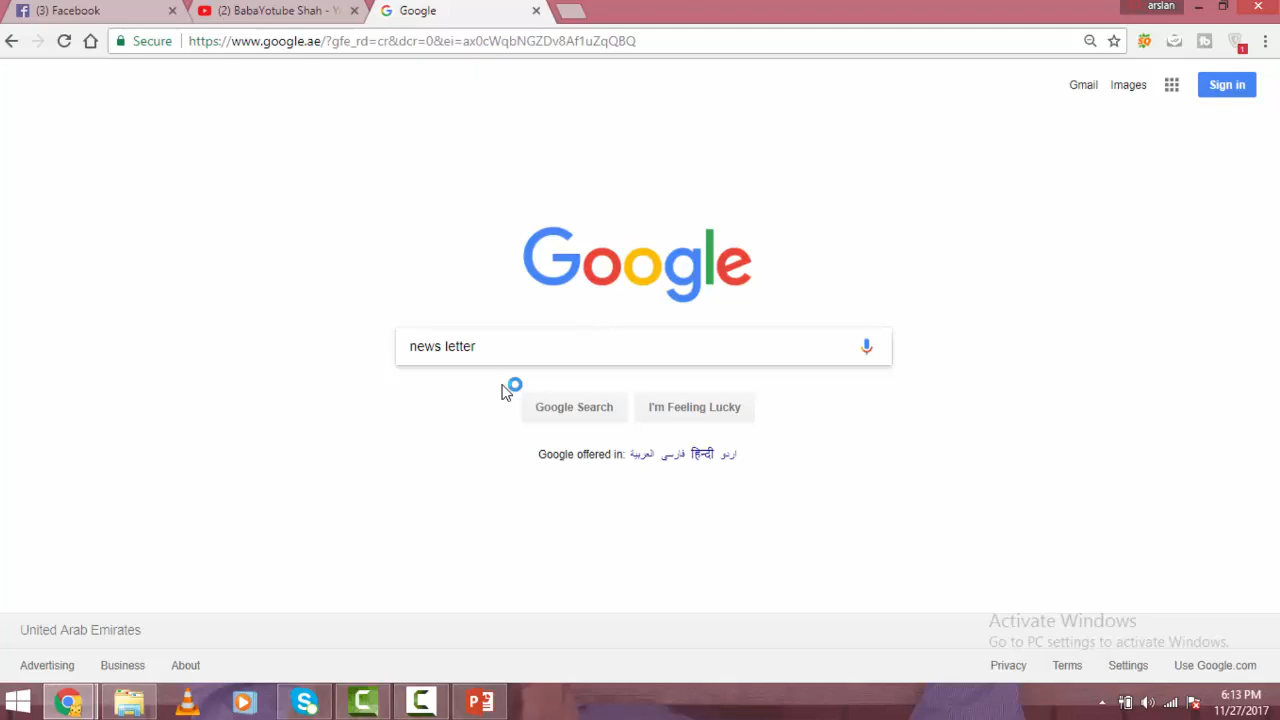 (3) Facebook
(2) BabaYotube Shah - Y
Google
arslan
Secure
https://www.google.ae/?gfe_rd=cr&dcr=0&ei=ax0cWqbNGZDv8Af1uZqQBQ
1
Gmail Images
Sign in
Google
news letter
Google Search
I'm Feeling Lucky
Google offered in: العربية فارسی हिन्दी اردو
Activate Windows
Go to PC settings to activate Windows.
United Arab Emirates
Advertising Business About
Privacy Terms Settings Use Google.com
6:13 PM
11/27/2017